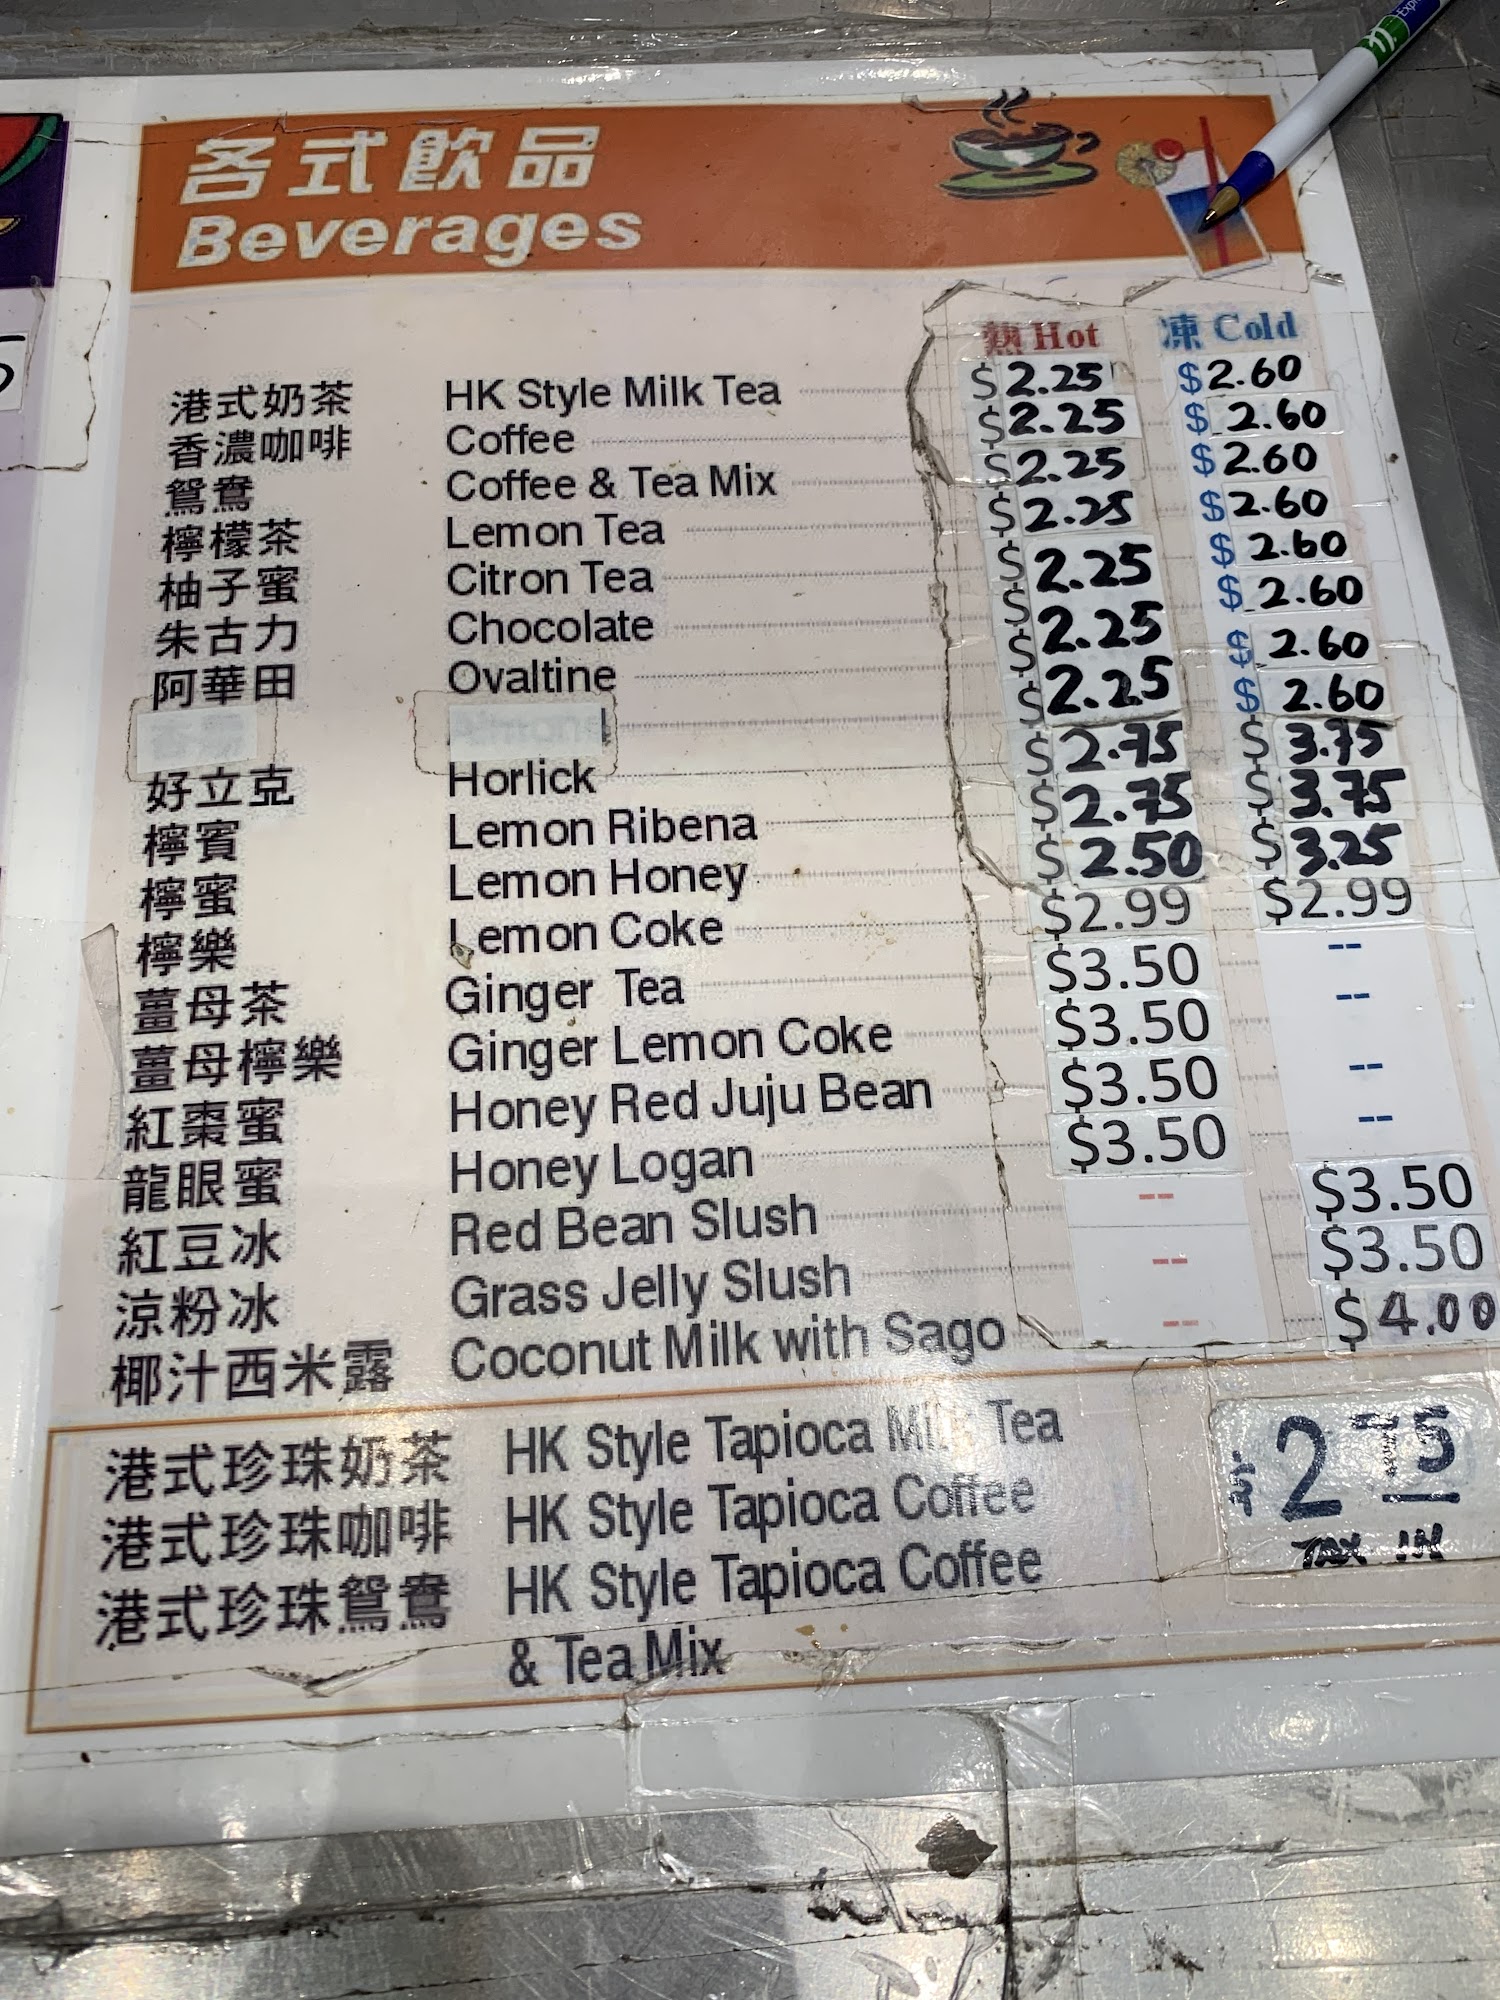 各式飲品
Beverages
熱 Hot 凍 Cold
港式奶茶 HK Style Milk Tea $2.25 $2.60
香濃咖啡 Coffee $2.25 $2.60
鴛鴦 Coffee & Tea Mix $2.25 $2.60
檸檬茶 Lemon Tea $2.25 $2.60
柚子蜜 Citron Tea $2.25 $2.60
朱古力 Chocolate $2.25 $2.60
阿華田 Ovaltine $2.25 $2.60
$ $2.60
好立克 Horlick $2.75 $3.75
檸賓 Lemon Ribena $2.75 $3.75
檸蜜 Lemon Honey $2.50 $3.25
檸樂 Lemon Coke $2.99 $2.99
薑母茶 Ginger Tea $3.50 --
薑母檸樂 Ginger Lemon Coke $3.50 --
紅棗蜜 Honey Red Juju Bean $3.50 --
龍眼蜜 Honey Logan $3.50 --
紅豆冰 Red Bean Slush -- $3.50
涼粉冰 Grass Jelly Slush -- $3.50
椰汁西米露 Coconut Milk with Sago -- $4.00
港式珍珠奶茶 HK Style Tapioca Milk Tea
港式珍珠咖啡 HK Style Tapioca Coffee
港式珍珠鴛鴦 HK Style Tapioca Coffee
& Tea Mix
$2.75
TAX IN